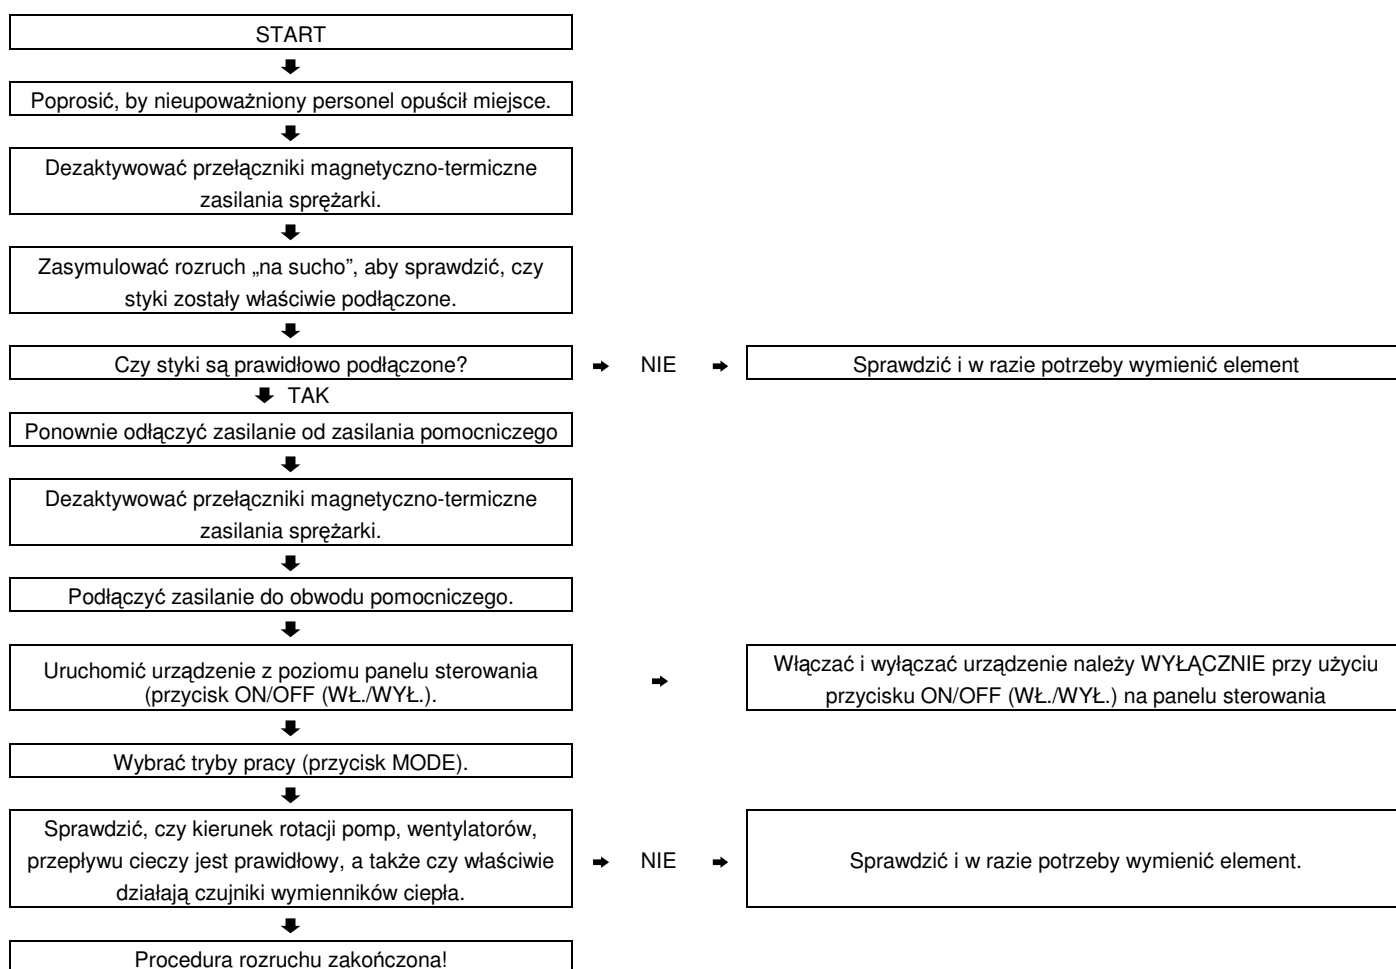 START
Poprosić, by nieupoważniony personel opuścił miejsce.
Dezaktywować przełączniki magnetyczno-termiczne
zasilania sprężarki.
Zasymulować rozruch „na sucho”, aby sprawdzić, czy
styki zostały właściwie podłączone.
Czy styki są prawidłowo podłączone?
NIE
Sprawdzić i w razie potrzeby wymienić element
TAK
Ponownie odłączyć zasilanie od zasilania pomocniczego
Dezaktywować przełączniki magnetyczno-termiczne
zasilania sprężarki.
Podłączyć zasilanie do obwodu pomocniczego.
Uruchomić urządzenie z poziomu panelu sterowania
(przycisk ON/OFF (WŁ./WYŁ.).
Włączać i wyłączać urządzenie należy WYŁĄCZNIE przy użyciu
przycisku ON/OFF (WŁ./WYŁ.) na panelu sterowania
Wybrać tryby pracy (przycisk MODE).
Sprawdzić, czy kierunek rotacji pomp, wentylatorów,
przepływu cieczy jest prawidłowy, a także czy właściwie
działają czujniki wymienników ciepła.
NIE
Sprawdzić i w razie potrzeby wymienić element.
Procedura rozruchu zakończona!